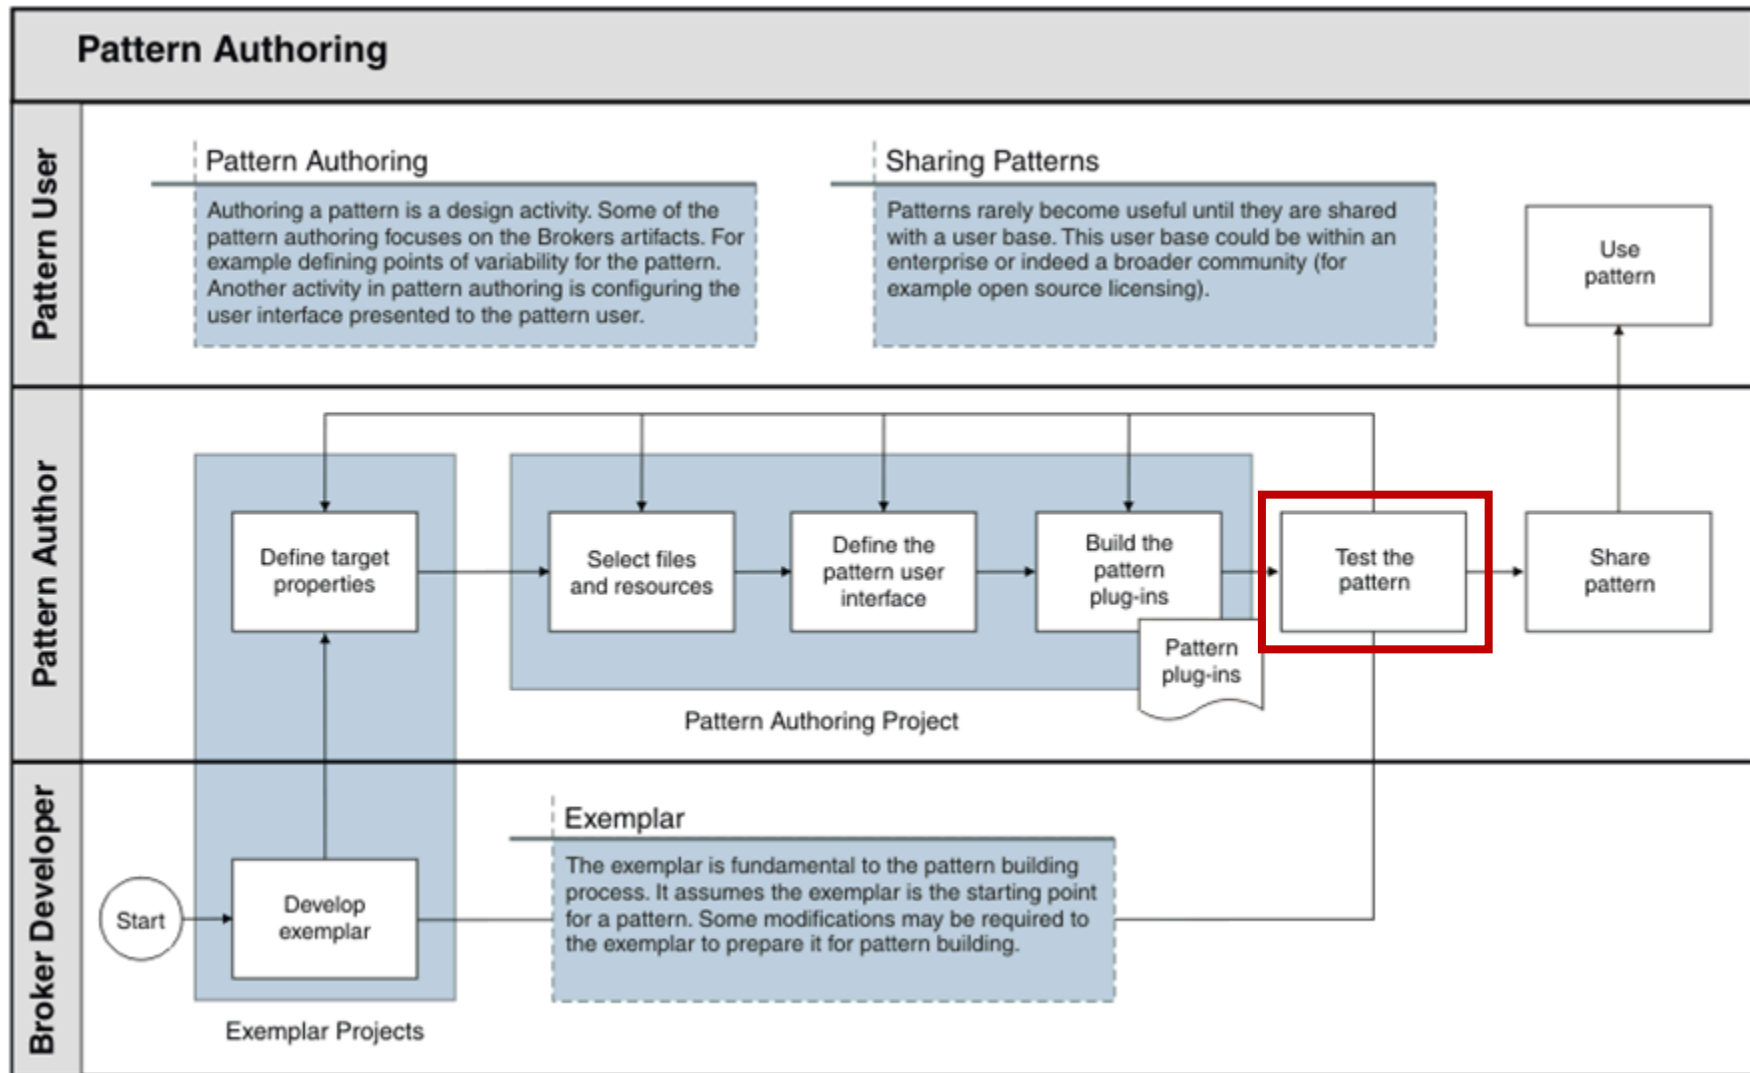 Pattern Authoring
Pattern User
Pattern Authoring
Authoring a pattern is a design activity. Some of the
pattern authoring focuses on the Brokers artifacts. For
example defining points of variability for the pattern.
Another activity in pattern authoring is configuring the
user interface presented to the pattern user.
Sharing Patterns
Patterns rarely become useful until they are shared
with a user base. This user base could be within an
enterprise or indeed a broader community (for
example open source licensing).
Use
pattern
Pattern Author
Define target
properties
Select files
and resources
Define the
pattern user
interface
Build the
pattern
plug-ins
Pattern
plug-ins
Test the
pattern
Share
pattern
Pattern Authoring Project
Broker Developer
Start
Develop
exemplar
Exemplar
The exemplar is fundamental to the pattern building
process. It assumes the exemplar is the starting point
for a pattern. Some modifications may be required to
the exemplar to prepare it for pattern building.
Exemplar Projects